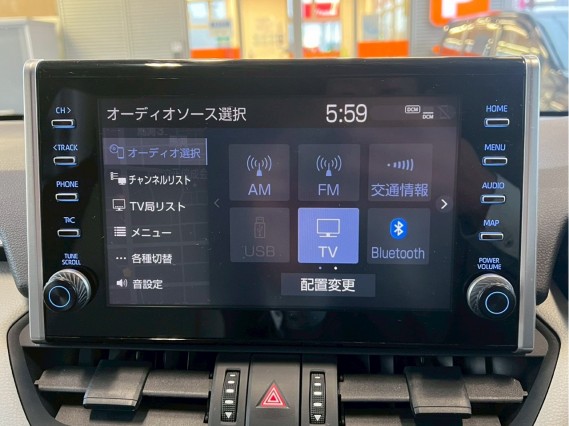 オーディオソース選択
5:59
DCM
DCM
オーディオ選択
チャンネルリスト
TV局リスト
メニュー
各種切替
音設定
AM
FM
交通情報
USB
TV
Bluetooth
配置変更
CH >
< TRACK
PHONE
TUNE
SCROLL
HOME
MENU
AUDIO
MAP
POWER
VOLUME